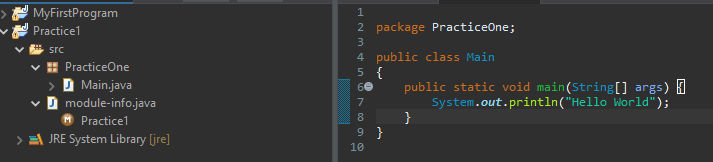 MyFirstProgram
Practice1
src
PracticeOne
Main.java
module-info.java
Practice1
JRE System Library [jre]
1
2 package PracticeOne;
3
4 public class Main
5 {
6 public static void main(String[] args) {
7 System.out.println("Hello World");
8 }
9 }
10